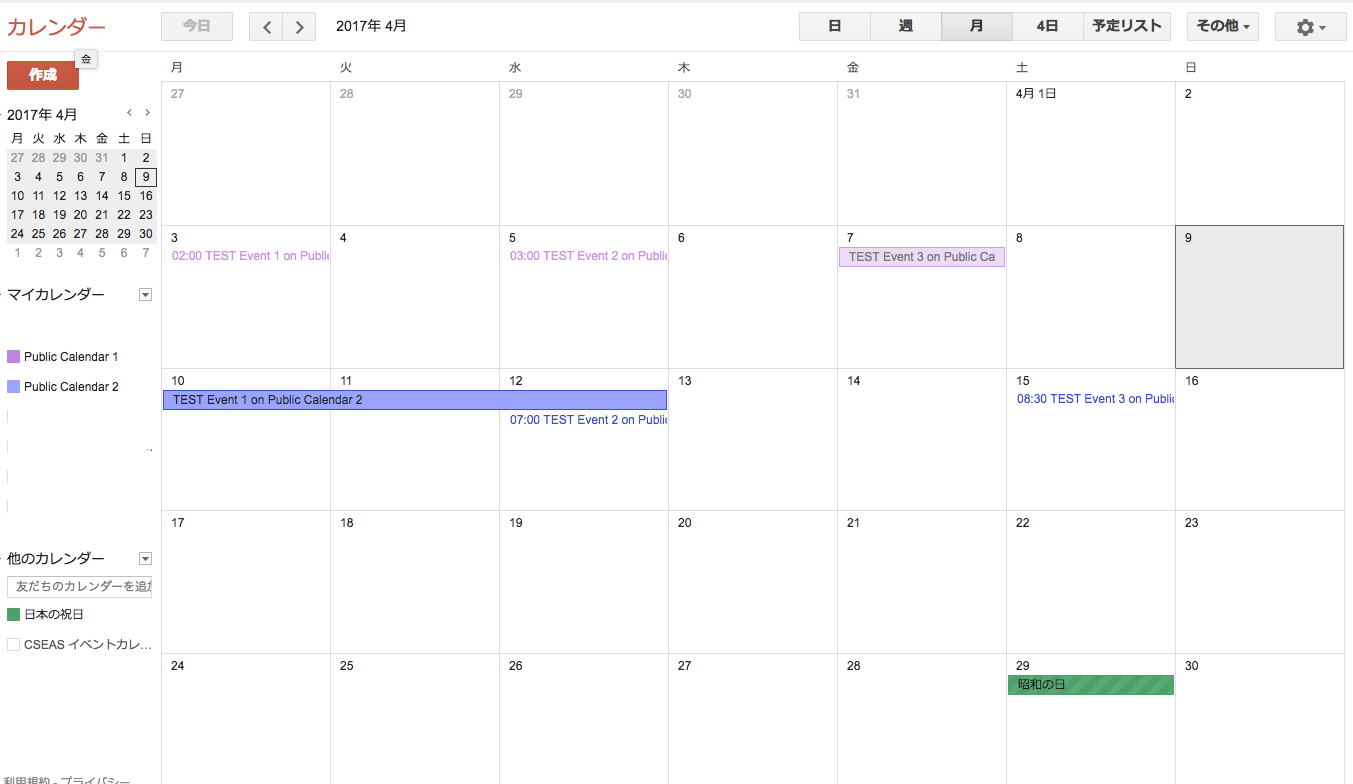 カレンダー
今日
2017年 4月
日 週 月 4日 予定リスト その他
作成
金
2017年 4月
月 火 水 木 金 土 日
27 28 29 30 31 1 2
3 4 5 6 7 8 9
10 11 12 13 14 15 16
17 18 19 20 21 22 23
24 25 26 27 28 29 30
1 2 3 4 5 6 7
マイカレンダー
Public Calendar 1
Public Calendar 2
..
他のカレンダー
友だちのカレンダーを追
日本の祝日
CSEAS イベントカレ...
利用規約 - プライバシー
月 火 水 木 金 土 日
27 28 29 30 31 4月 1日 2
3 4 5 6 7 8 9
02:00 TEST Event 1 on Public
03:00 TEST Event 2 on Public
TEST Event 3 on Public Ca
10 11 12 13 14 15 16
TEST Event 1 on Public Calendar 2
07:00 TEST Event 2 on Public
08:30 TEST Event 3 on Public
17 18 19 20 21 22 23
24 25 26 27 28 29 30
昭和の日